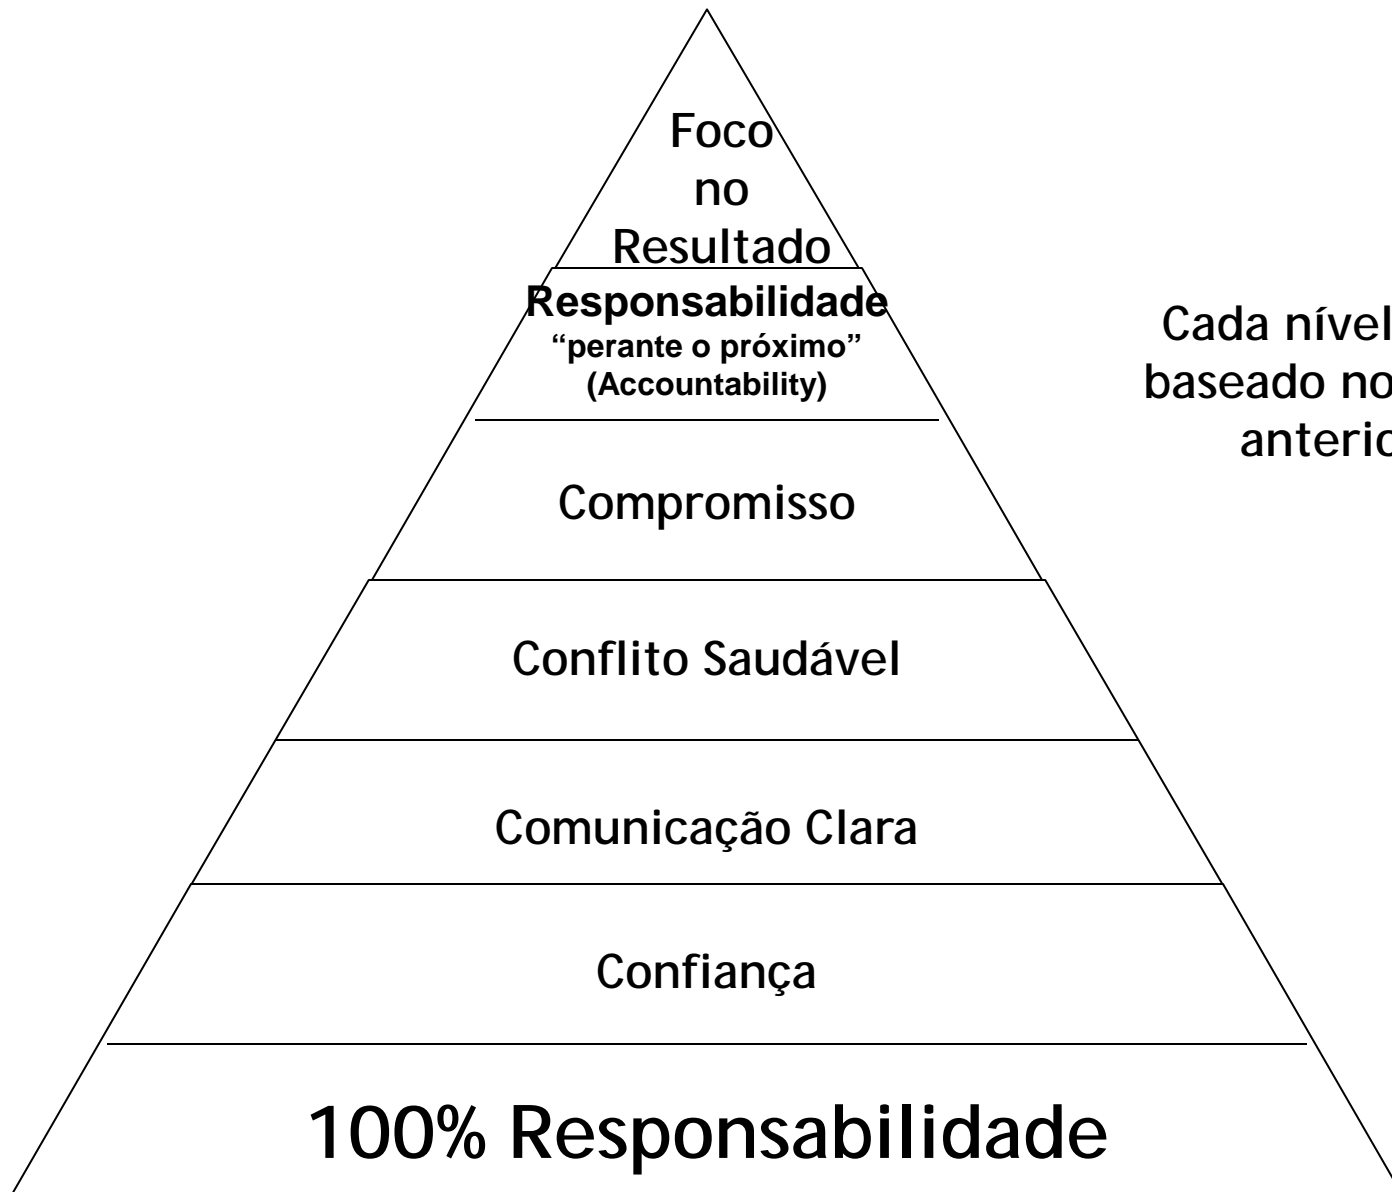 Foco
no
Resultado
Responsabilidade
“perante o próximo”
(Accountability)
Cada nível
baseado no
Compromisso
Conflito Saudável
Comunicação Clara
Confiança
100% Responsabilidade